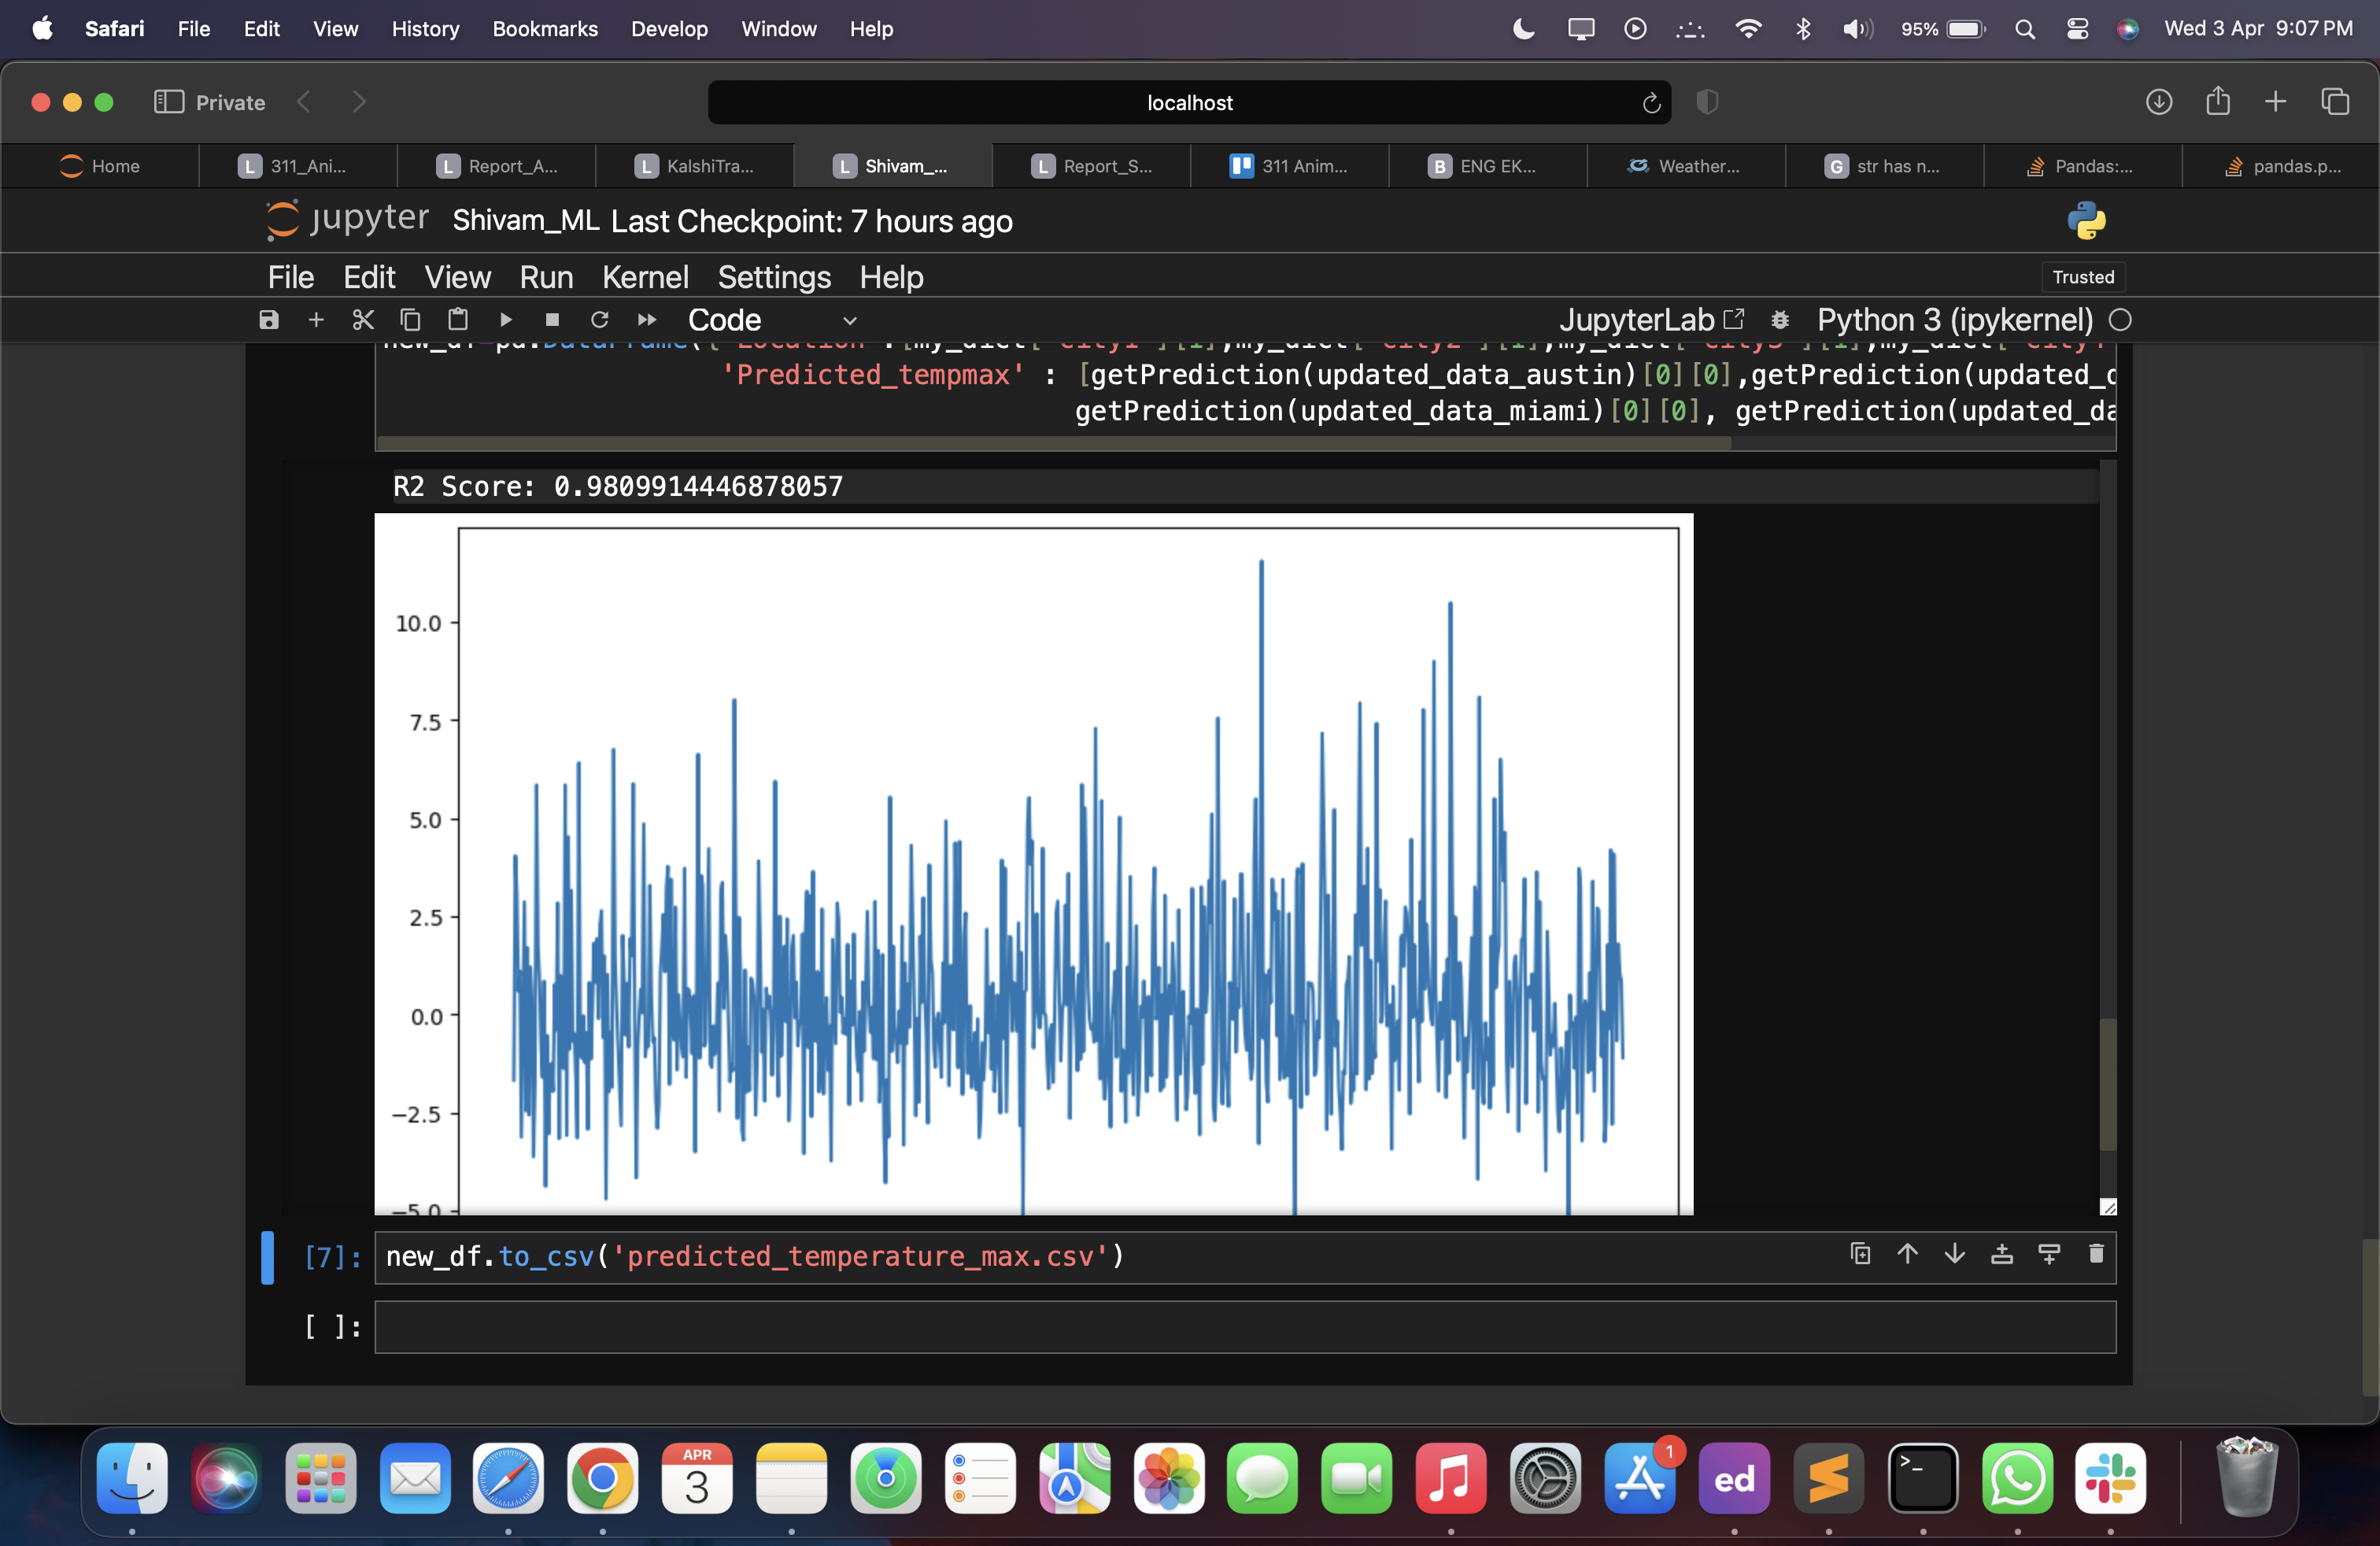 Safari File Edit View History Bookmarks Develop Window Help 95% Wed 3 Apr 9:07 PM
Private localhost
Home L 311_Ani... L Report_A... L KalshiTra... L Shivam_... L Report_S... 311 Anim... B ENG EK... Weather... G str has n... Pandas:... pandas.p...
jupyter Shivam_ML Last Checkpoint: 7 hours ago
File Edit View Run Kernel Settings Help Trusted
Code JupyterLab Python 3 (ipykernel)
'Predicted_tempmax' : [getPrediction(updated_data_austin)[0][0],getPrediction(updated_
getPrediction(updated_data_miami)[0][0], getPrediction(updated_da
R2 Score: 0.9809914446878057
10.0
7.5
5.0
2.5
0.0
−2.5
−5.0
[7]: new_df.to_csv('predicted_temperature_max.csv')
[ ]:
APR
3
1
ed
>_